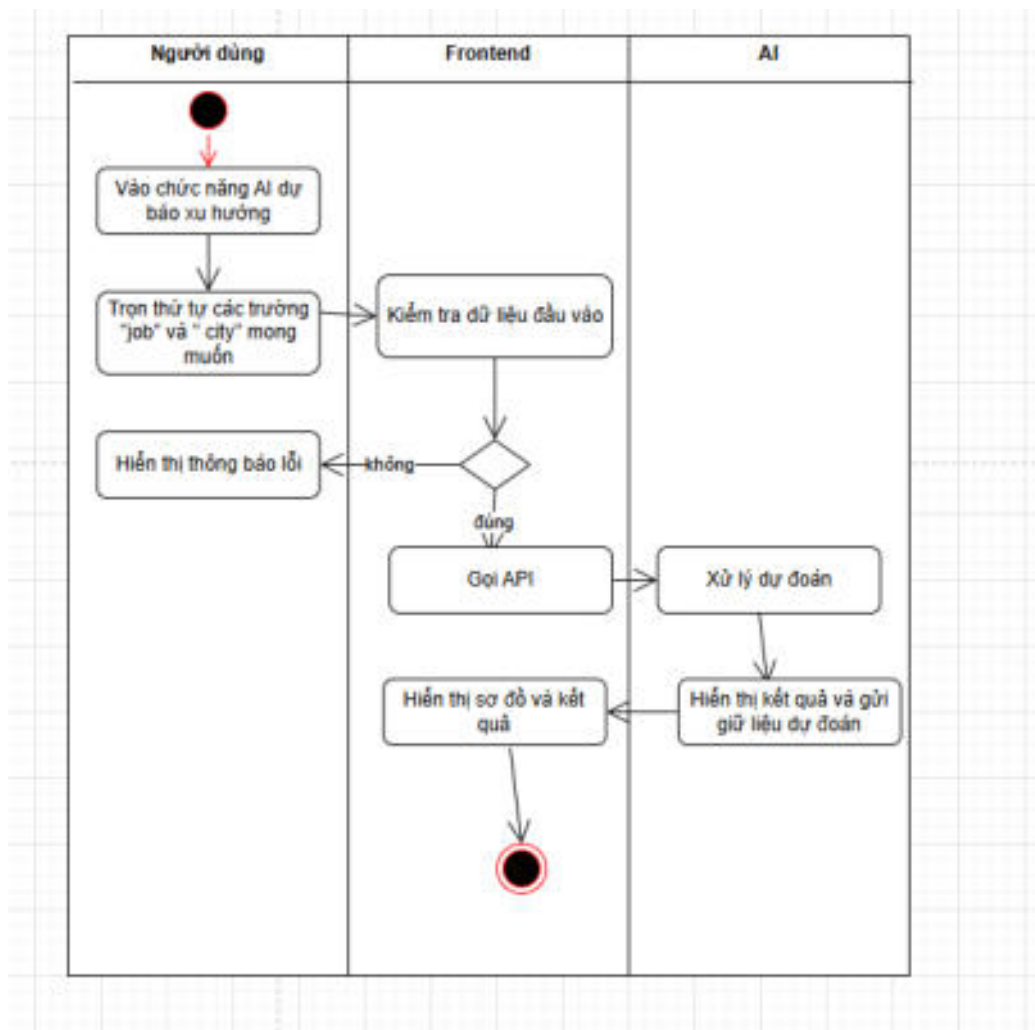 Người dùng
Frontend
AI
Vào chức năng AI dự
báo xu hướng
Trọn thứ tự các trường
"job" và " city" mong
muốn
Kiểm tra dữ liệu đầu vào
Hiển thị thông báo lỗi
không
đúng
Gọi API
Xử lý dự đoán
Hiển thị sơ đồ và kết
quả
Hiển thị kết quả và gửi
giữ liệu dự đoán